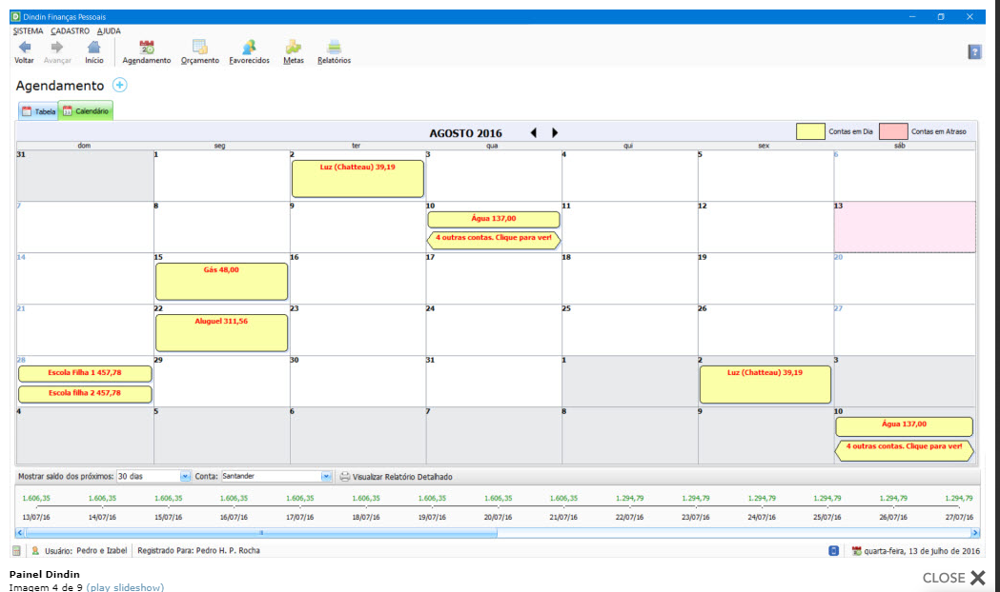 Dindin Finanças Pessoais
SISTEMA CADASTRO AJUDA
Voltar Avançar Início Agendamento Orçamento Favorecidos Metas Relatórios
Agendamento
Tabela Calendário
AGOSTO 2016 Contas em Dia Contas em Atraso
dom seg ter qua qui sex sáb
31 1 2 3 4 5 6
Luz (Chatteau) 39,19
7 8 9 10 11 12 13
Água 137,00
4 outras contas. Clique para ver!
14 15 16 17 18 19 20
Gás 48,00
21 22 23 24 25 26 27
Aluguel 311,56
28 29 30 31 1 2 3
Escola Filha 1 457,78 Luz (Chatteau) 39,19
Escola filha 2 457,78
4 5 6 7 8 9 10
Água 137,00
4 outras contas. Clique para ver!
Mostrar saldo dos próximos: 30 dias Conta: Santander Visualizar Relatório Detalhado
1.606,35 1.606,35 1.606,35 1.606,35 1.606,35 1.606,35 1.606,35 1.606,35 1.606,35 1.294,79 1.294,79 1.294,79 1.294,79 1.294,79 1.294,79
13/07/16 14/07/16 15/07/16 16/07/16 17/07/16 18/07/16 19/07/16 20/07/16 21/07/16 22/07/16 23/07/16 24/07/16 25/07/16 26/07/16 27/07/16
Usuário: Pedro e Izabel Registrado Para: Pedro H. P. Rocha quarta-feira, 13 de julho de 2016
Painel Dindin
Imagem 4 de 9 (play slideshow)
CLOSE X